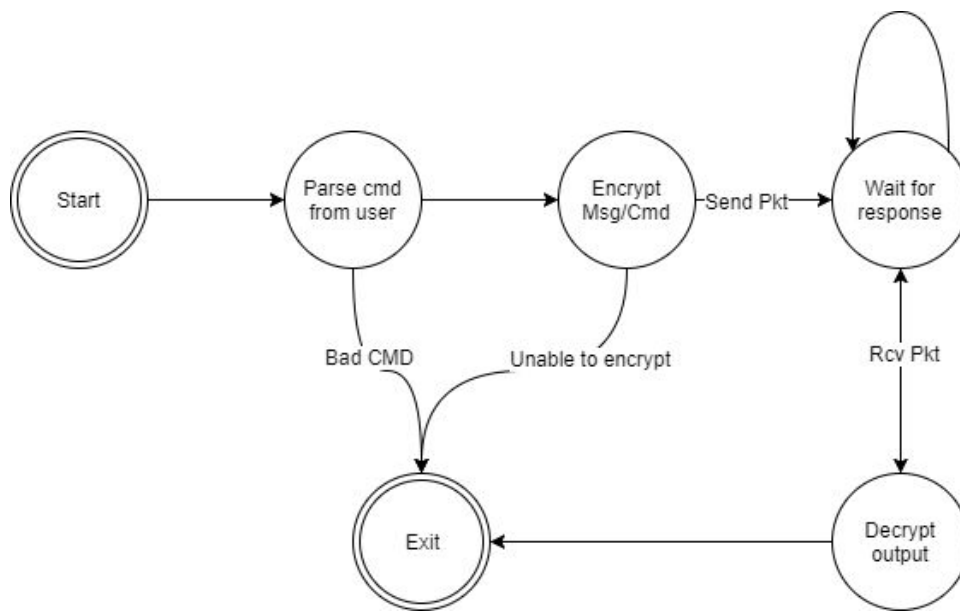 Start
Parse cmd
from user
Encrypt
Msg/Cmd
Send Pkt
Wait for
response
Bad CMD
Unable to encrypt
Rcv Pkt
Exit
Decrypt
output